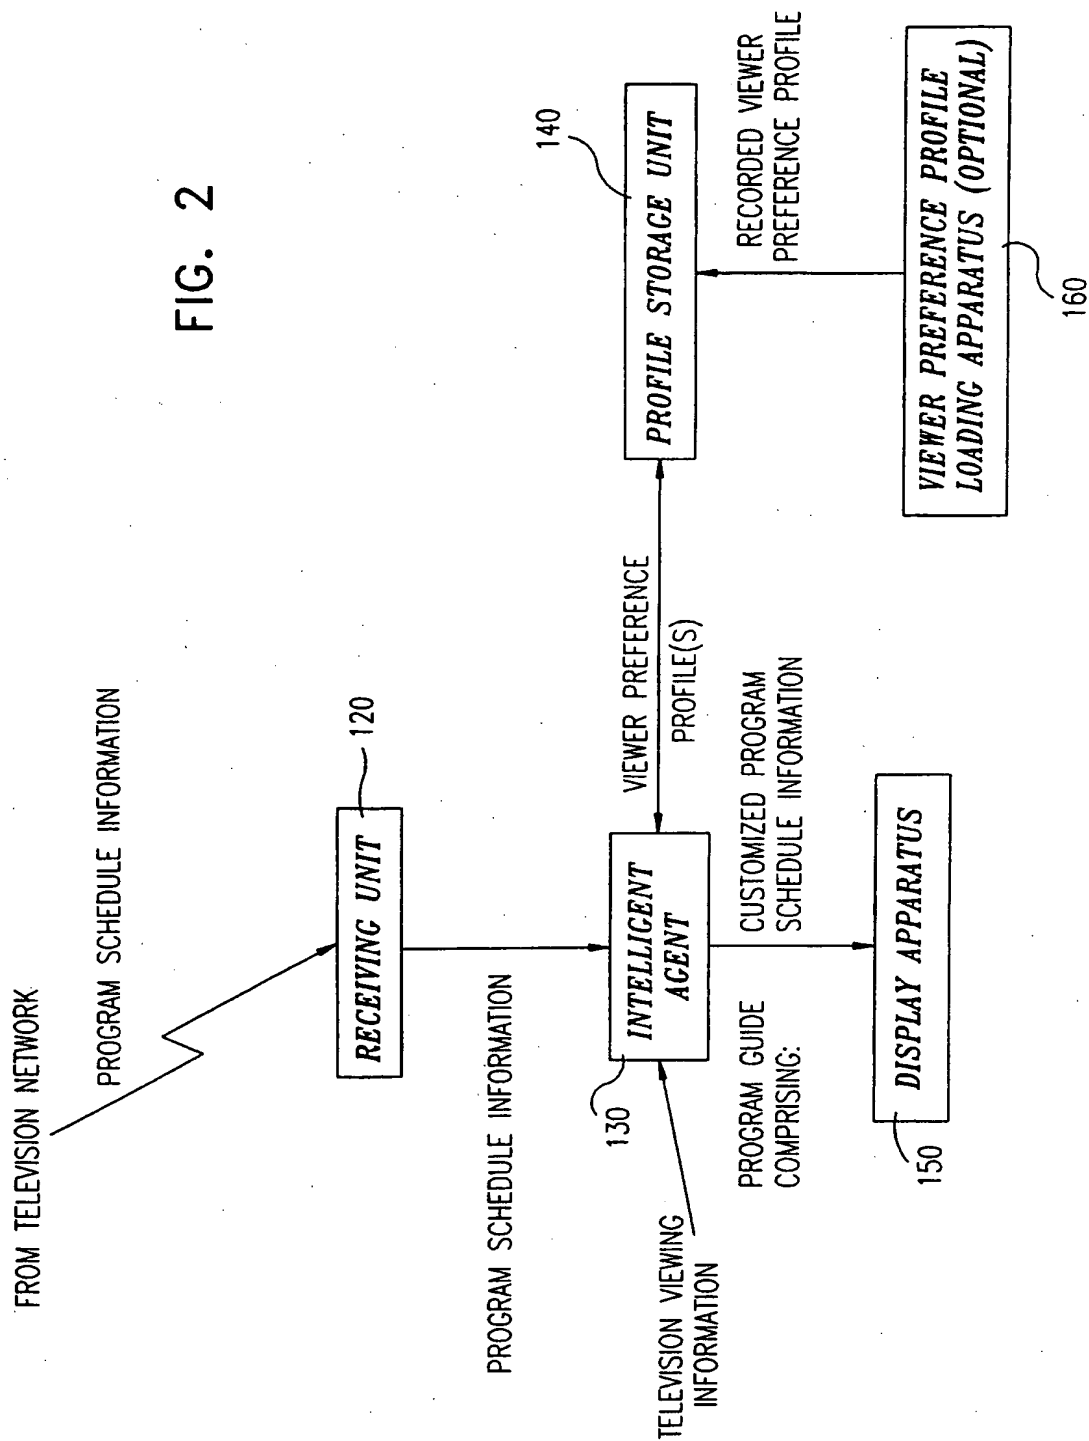 FIG. 2
FROM TELEVISION NETWORK
PROGRAM SCHEDULE INFORMATION
120
RECEIVING UNIT
PROGRAM SCHEDULE INFORMATION
140
PROFILE STORAGE UNIT
VIEWER PREFERENCE
PROFILE(S)
130
INTELLIGENT
AGENT
TELEVISION VIEWING
INFORMATION
RECORDED VIEWER
PREFERENCE PROFILE
PROGRAM GUIDE
COMPRISING:
CUSTOMIZED PROGRAM
SCHEDULE INFORMATION
150
DISPLAY APPARATUS
VIEWER PREFERENCE PROFILE
LOADING APPARATUS (OPTIONAL)
160